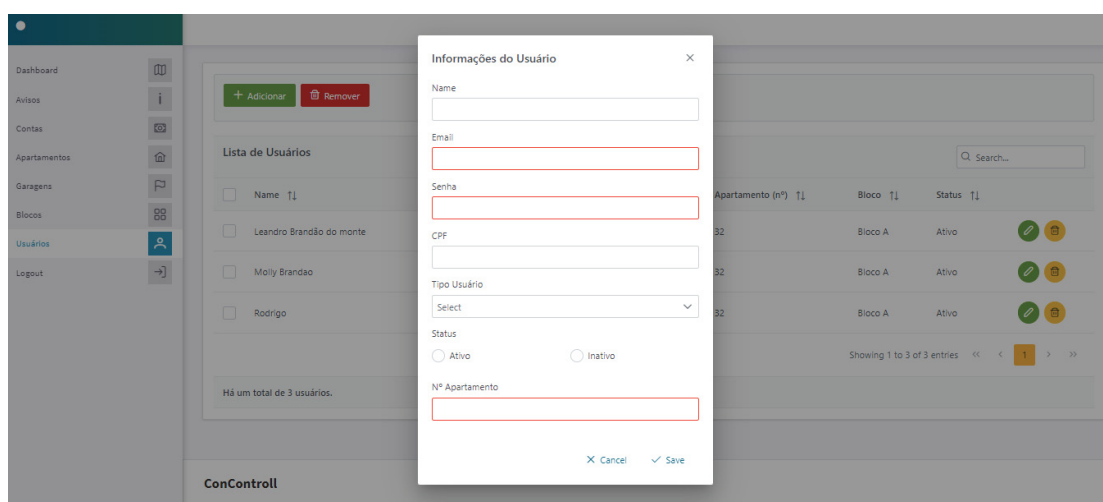 Dashboard
Avisos
Contas
Apartamentos
Garagens
Blocos
Usuários
Logout
Adicionar
Remover
Lista de Usuários
Search...
Name
Apartamento (nº)
Bloco
Status
Leandro Brandão do monte
32
Bloco A
Ativo
Molly Brandao
32
Bloco A
Ativo
Rodrigo
32
Bloco A
Ativo
Showing 1 to 3 of 3 entries
1
Há um total de 3 usuários.
ConControll
Informações do Usuário
Name
Email
Senha
CPF
Tipo Usuário
Select
Status
Ativo
Inativo
Nº Apartamento
Cancel
Save